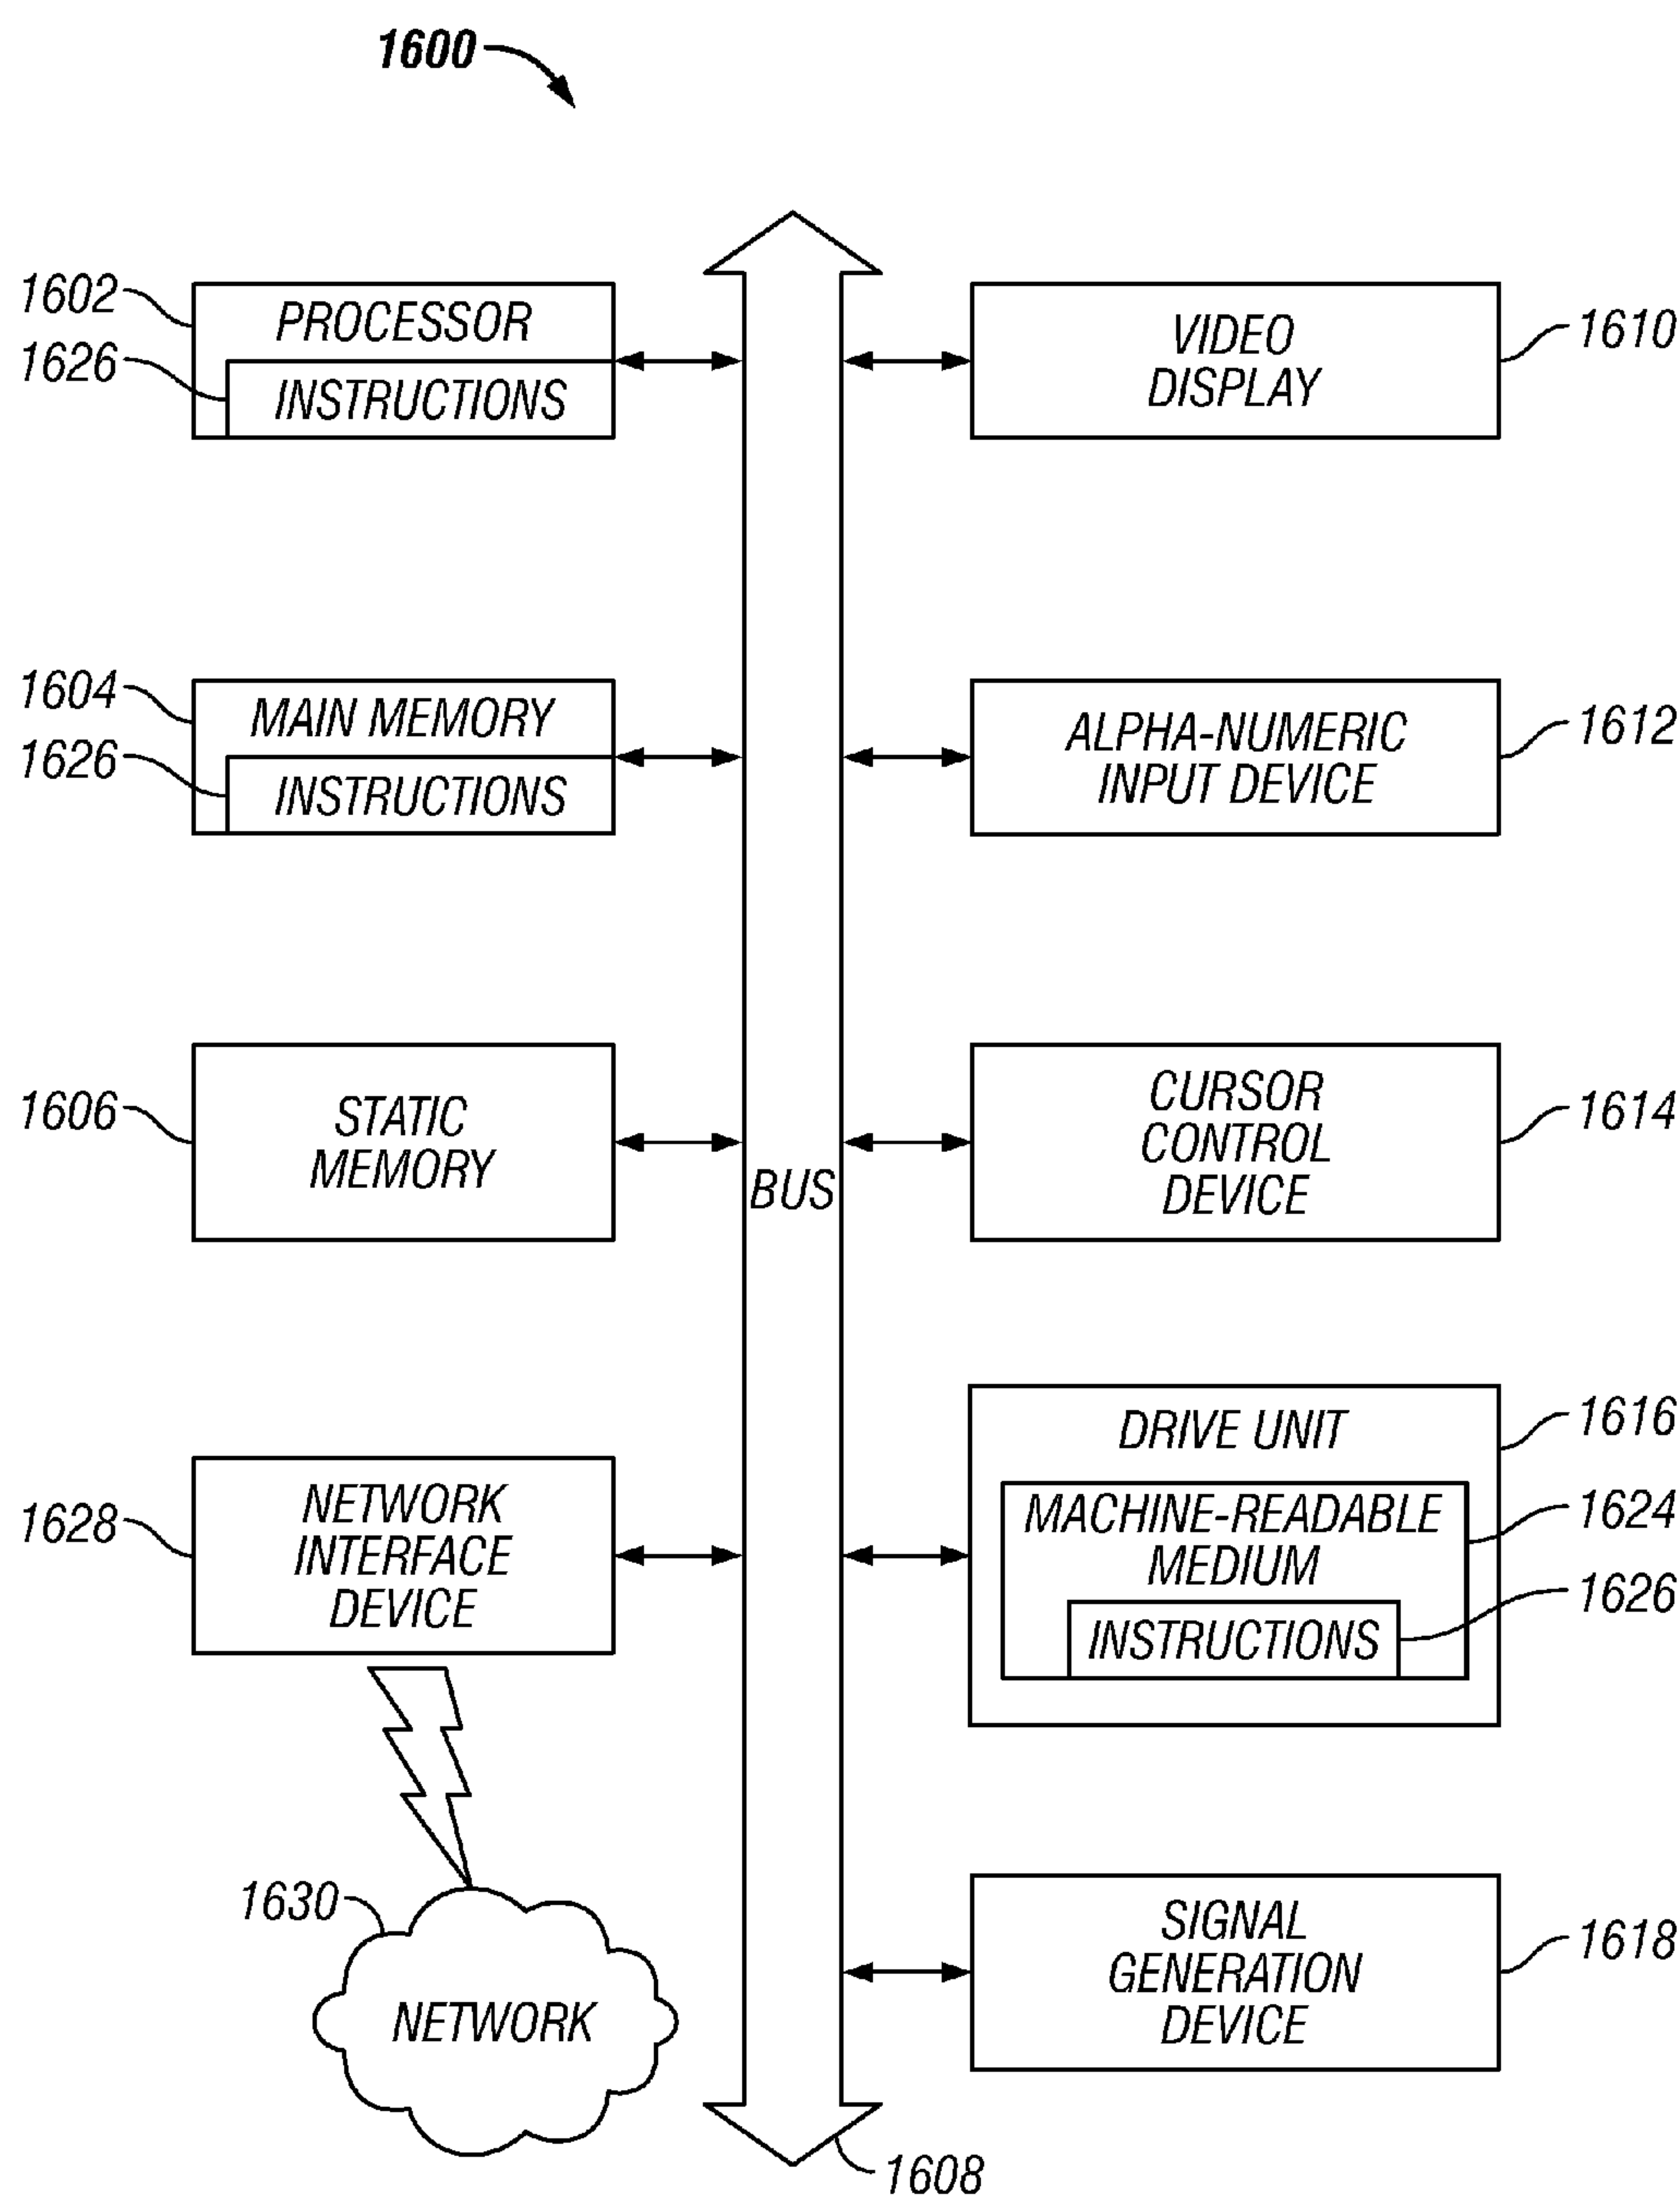 1600
1602
PROCESSOR
1626
INSTRUCTIONS
VIDEO
DISPLAY
1610
1604
MAIN MEMORY
1626
INSTRUCTIONS
ALPHA-NUMERIC
INPUT DEVICE
1612
1606
STATIC
MEMORY
BUS
CURSOR
CONTROL
DEVICE
1614
1628
NETWORK
INTERFACE
DEVICE
DRIVE UNIT
1616
MACHINE-READABLE
MEDIUM
1624
INSTRUCTIONS
1626
1630
NETWORK
SIGNAL
GENERATION
DEVICE
1618
1608